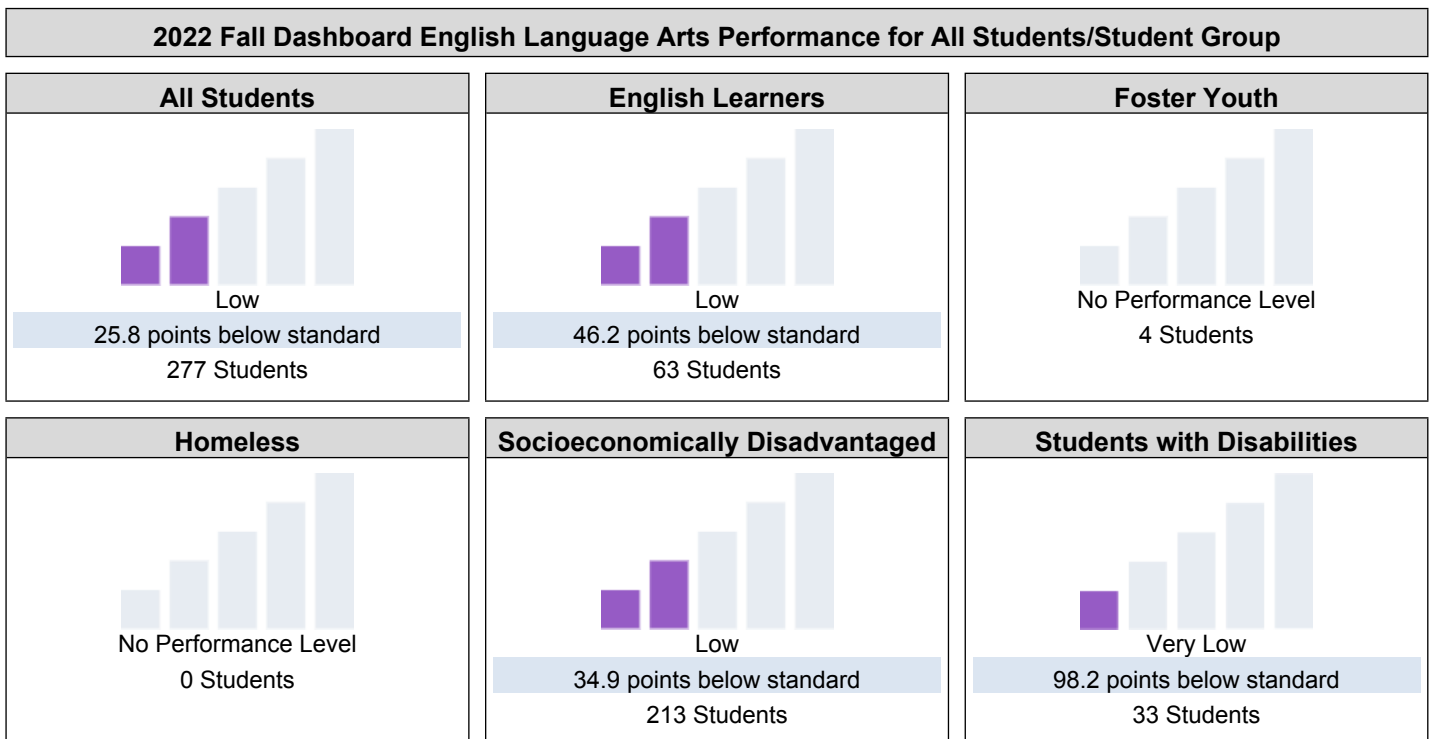 2022 Fall Dashboard English Language Arts Performance for All Students/Student Group
All Students
Low
25.8 points below standard
277 Students
English Learners
Low
46.2 points below standard
63 Students
Foster Youth
No Performance Level
4 Students
Homeless
No Performance Level
0 Students
Socioeconomically Disadvantaged
Low
34.9 points below standard
213 Students
Students with Disabilities
Very Low
98.2 points below standard
33 Students